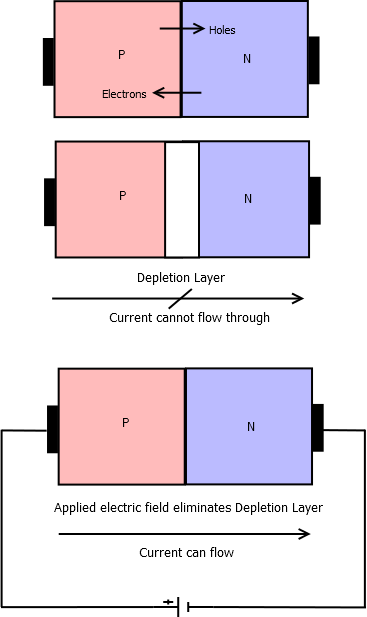 P
Holes
N
Electrons
P
N
Depletion Layer
Current cannot flow through
P
N
Applied electric field eliminates Depletion Layer
Current can flow
+